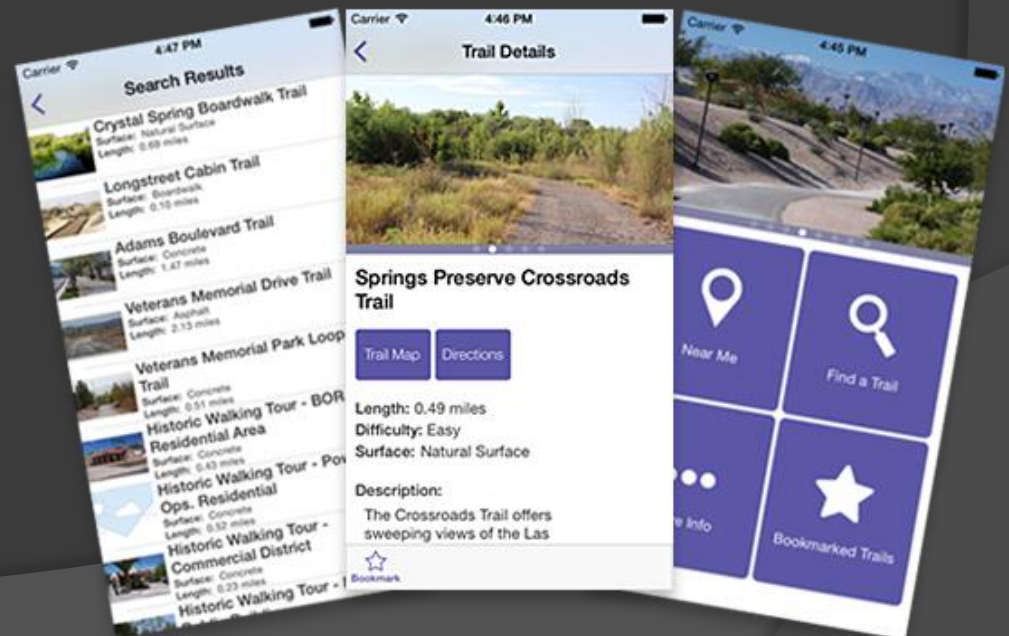 Carrier
4:47 PM
Search Results
Crystal Spring Boardwalk Trail
Surface: Natural Surface
Length: 0.69 miles
Longstreet Cabin Trail
Surface: Boardwalk
Length: 0.10 miles
Adams Boulevard Trail
Surface: Concrete
Length: 1.47 miles
Veterans Memorial Drive Trail
Surface: Asphalt
Length: 2.13 miles
Veterans Memorial Park Loop
Trail
Surface: Concrete
Length: 0.51 miles
Historic Walking Tour - BOR
Residential Area
Surface: Concrete
Length: 0.43 miles
Historic Walking Tour - Pow
Ops. Residential
Surface: Concrete
Length: 0.52 miles
Historic Walking Tour -
Commercial District
Surface: Concrete
Length: 0.23 miles
Historic Walking Tour -
Carrier
4:46 PM
Trail Details
Springs Preserve Crossroads
Trail
Trail Map
Directions
Length: 0.49 miles
Difficulty: Easy
Surface: Natural Surface
Description:
The Crossroads Trail offers
sweeping views of the Las
Bookmark
Carrier
4:45 PM
Near Me
Find a Trail
re Info
Bookmarked Trails